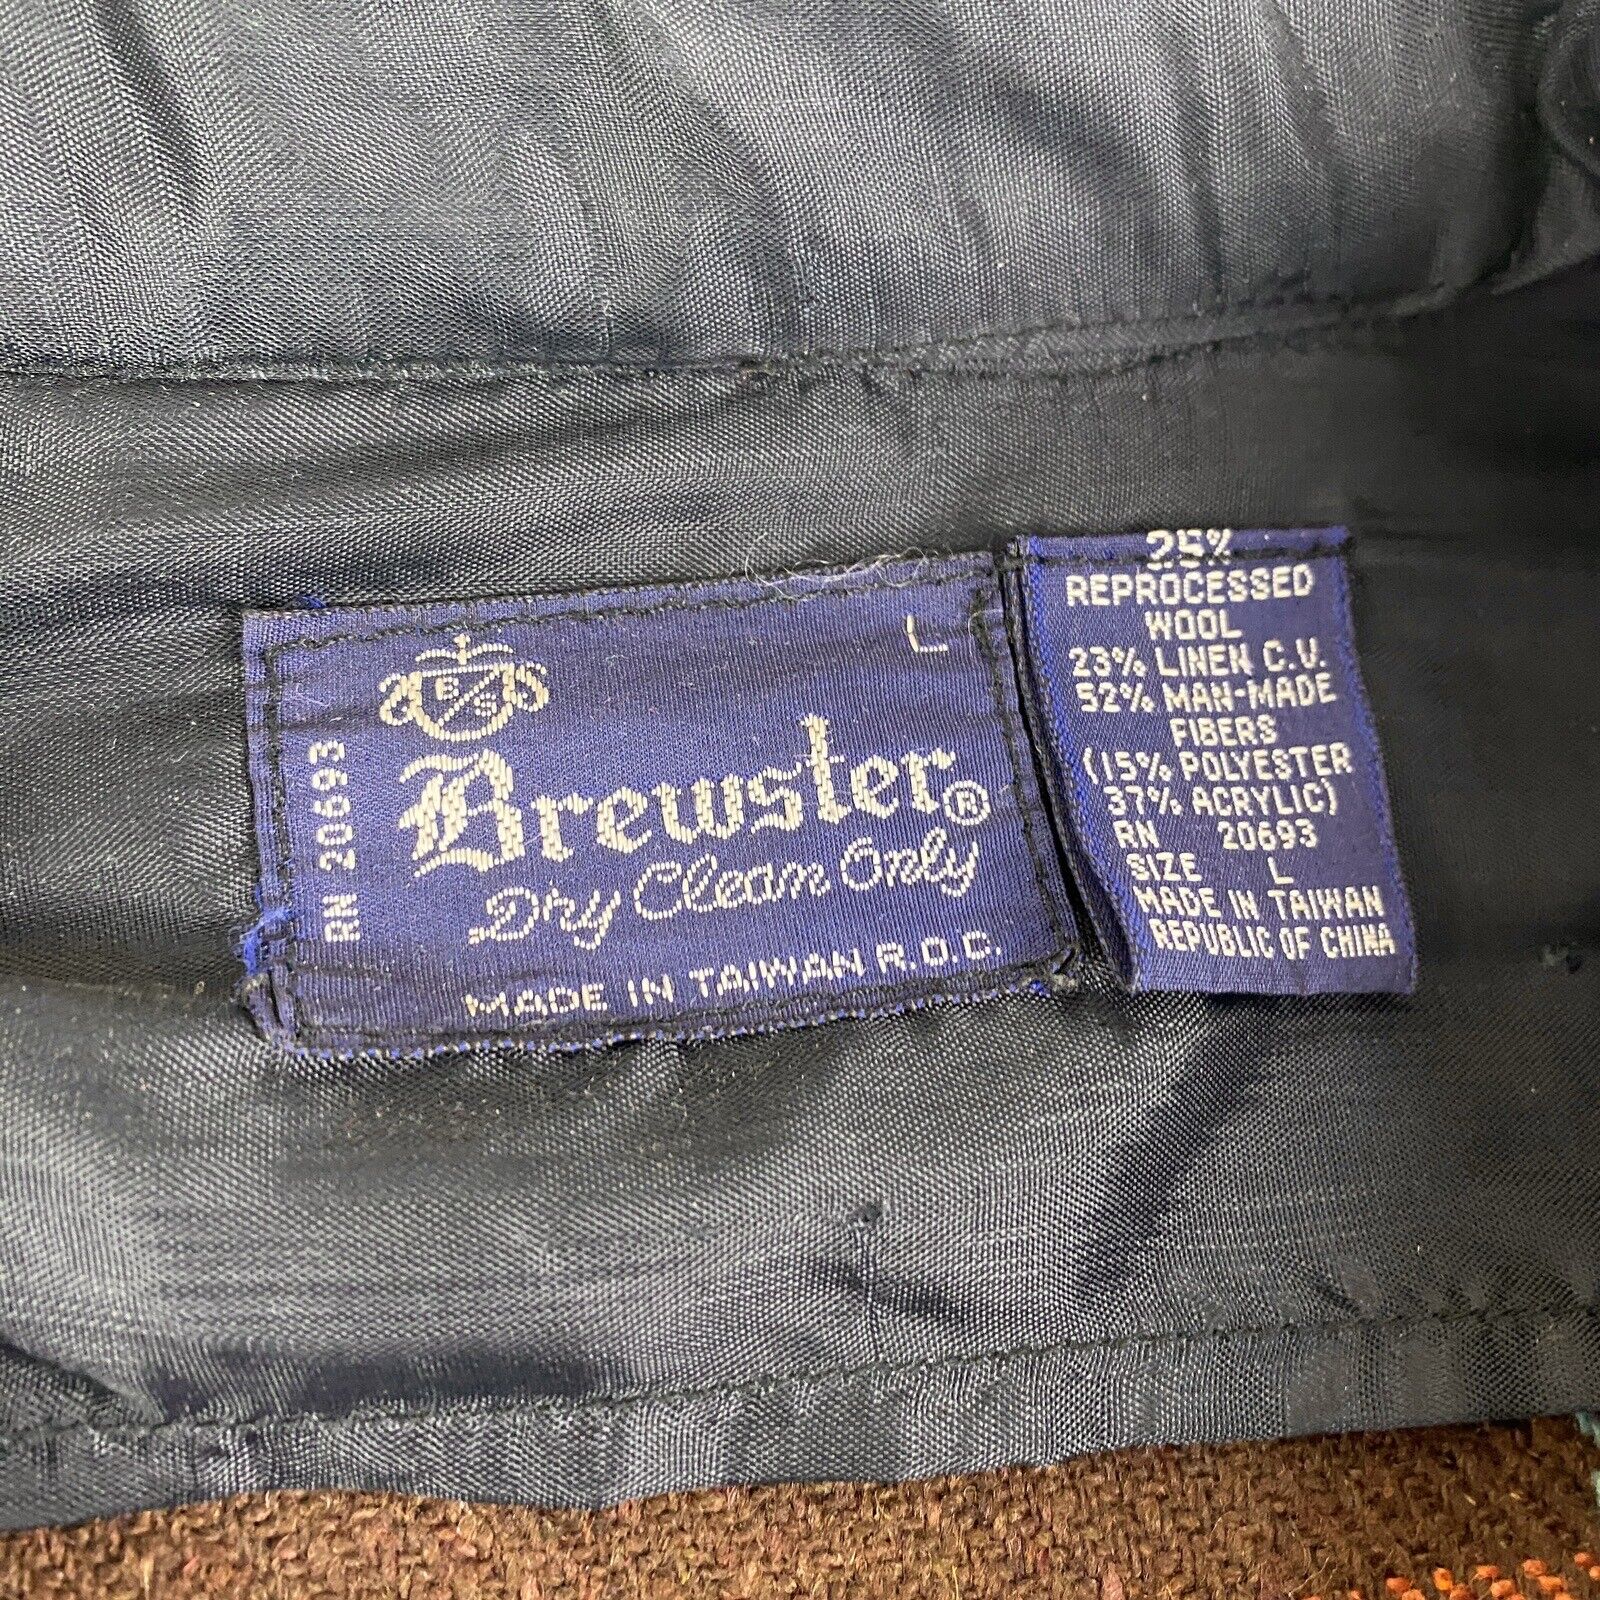 L
B S
Brewster®
Dry Clean Only
MADE IN TAIWAN R.O.C.
RN 20693
25%
REPROCESSED
WOOL
23% LINEN C.V.
52% MAN-MADE
FIBERS
(15% POLYESTER
37% ACRYLIC)
RN 20693
SIZE L
MADE IN TAIWAN
REPUBLIC OF CHINA